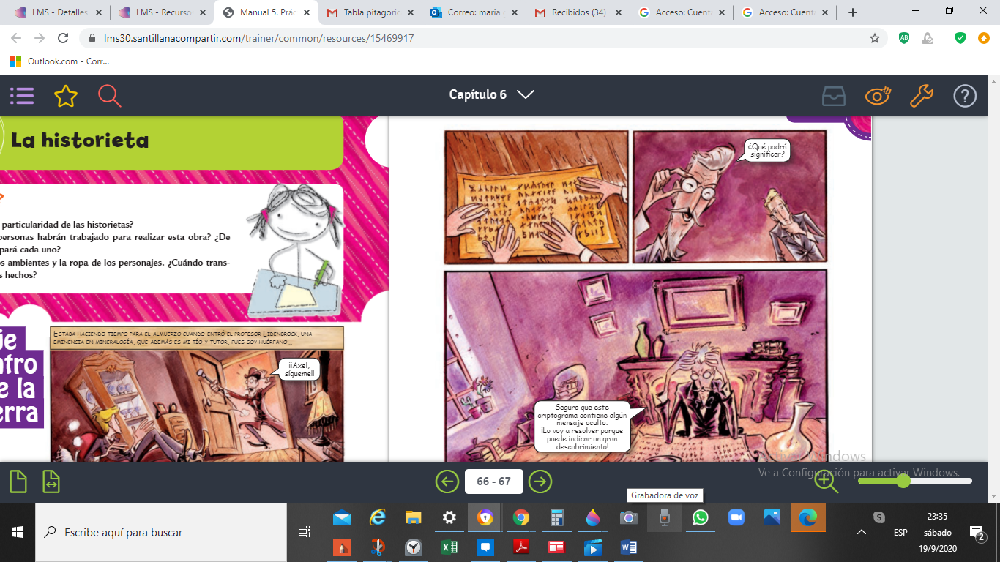 LMS - Detalles
LMS - Recurso
Manual 5. Prác
Tabla pitagoric
Correo: maria
Recibidos (34)
Acceso: Cuent
Acceso: Cuent
lms30.santillanacompartir.com/trainer/common/resources/15469917
Outlook.com - Corr...
Capítulo 6
La historieta
particularidad de las historietas?
personas habrán trabajado para realizar esta obra? ¿De
pará cada uno?
os ambientes y la ropa de los personajes. ¿Cuándo trans-
s hechos?
je
ntro
e la
erra
ESTABA HACIENDO TIEMPO PARA EL ALMUERZO CUANDO ENTRÓ EL PROFESOR LIDENBROCK, UNA
EMINENCIA EN MINERALOGÍA, QUE ADEMÁS ES MI TÍO Y TUTOR, PUES SOY HUÉRFANO...
¡¡Axel,
sígueme!!
¿Qué podrá
significar?
Seguro que este
criptograma contiene algún
mensaje oculto.
¡Lo voy a resolver porque
puede indicar un gran
descubrimiento!
Activar Windows
Ve a Configuración para activar Windows.
66 - 67
Grabadora de voz
Escribe aquí para buscar
ESP
23:35
sábado
19/9/2020
2